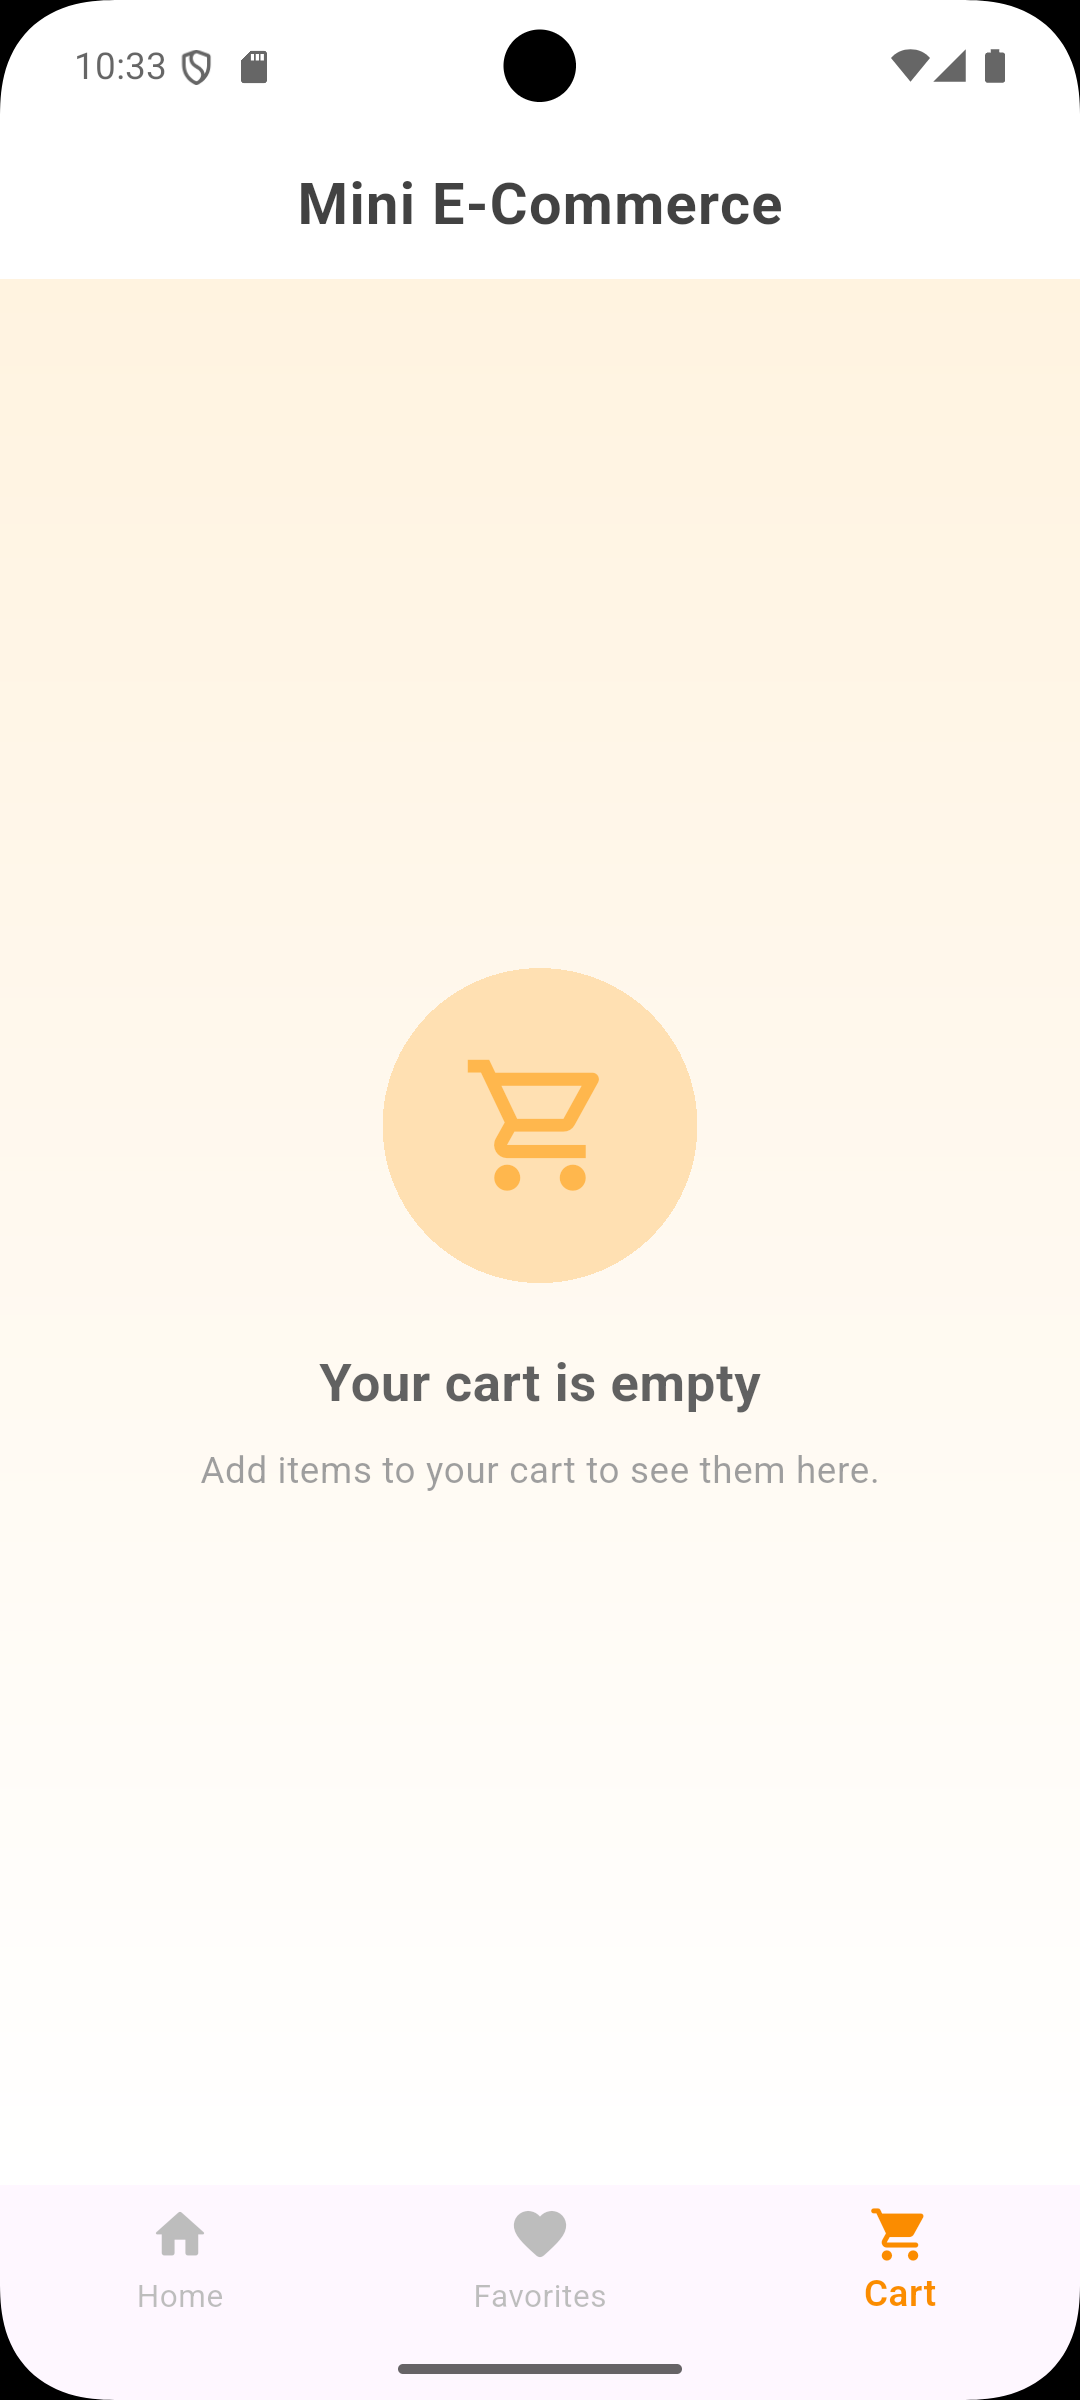 10:33
Mini E-Commerce
Your cart is empty
Add items to your cart to see them here.
Home
Favorites
Cart